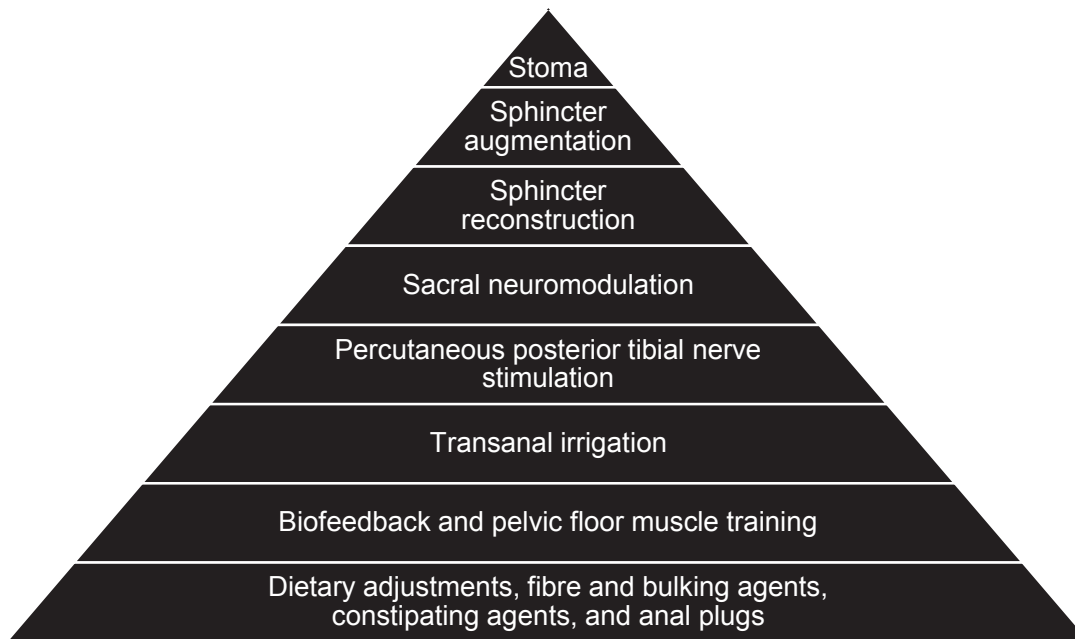 Stoma
Sphincter
augmentation
Sphincter
reconstruction
Sacral neuromodulation
Percutaneous posterior tibial nerve
stimulation
Transanal irrigation
Biofeedback and pelvic floor muscle training
Dietary adjustments, fibre and bulking agents,
constipating agents, and anal plugs